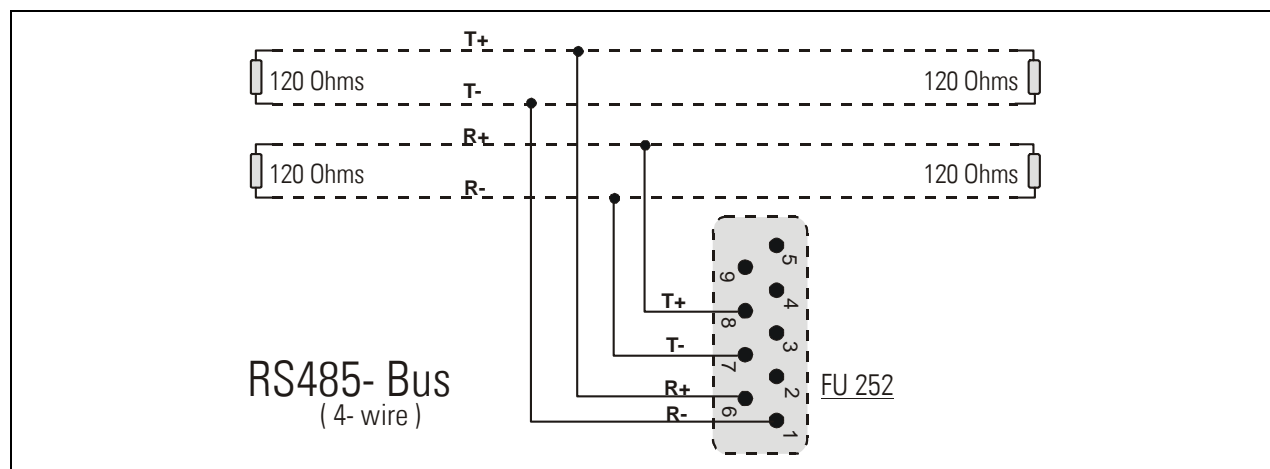 T+
120 Ohms 120 Ohms
T-
R+
120 Ohms 120 Ohms
R-
5
9
4
T+
8
3
T-
7
RS485- Bus
2
FU 252
R+
6
( 4- wire )
R-
1